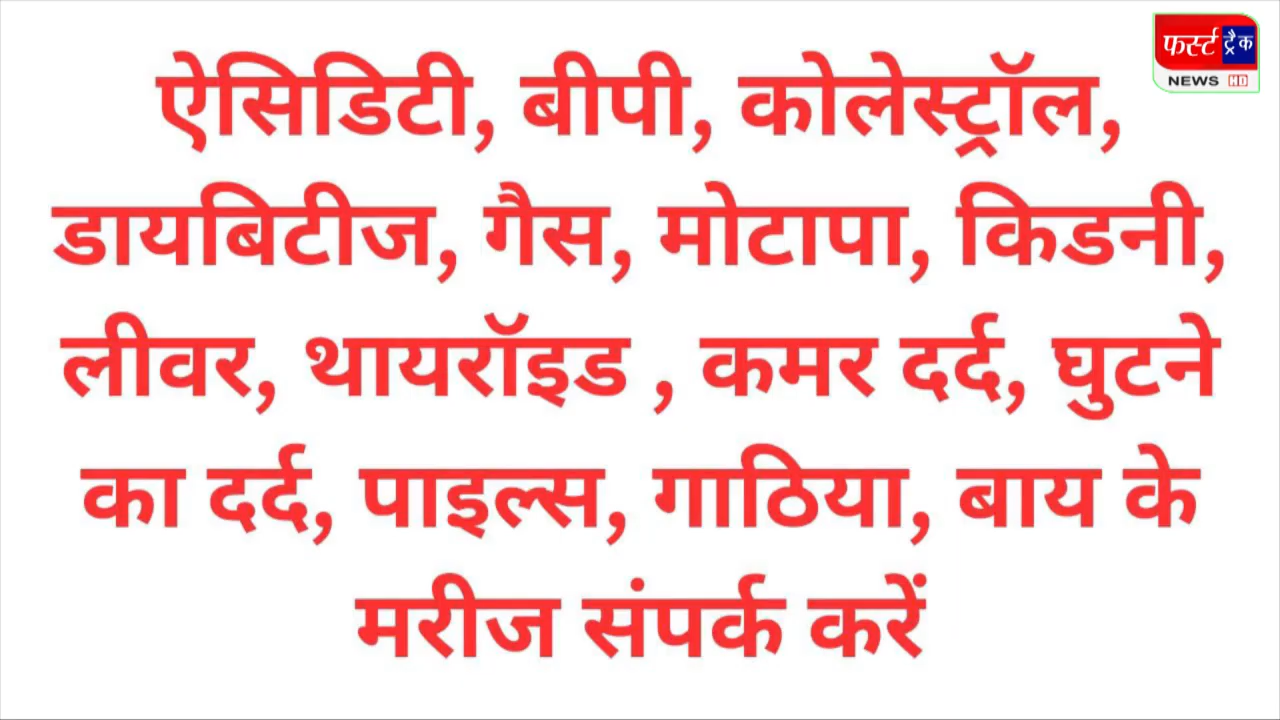 फर्स्ट ट्रैक
NEWS HD
ऐसिडिटी, बीपी, कोलेस्ट्रॉल,
डायबिटीज, गैस, मोटापा, किडनी,
लीवर, थायरॉइड , कमर दर्द, घुटने
का दर्द, पाइल्स, गाठिया, बाय के
मरीज संपर्क करें